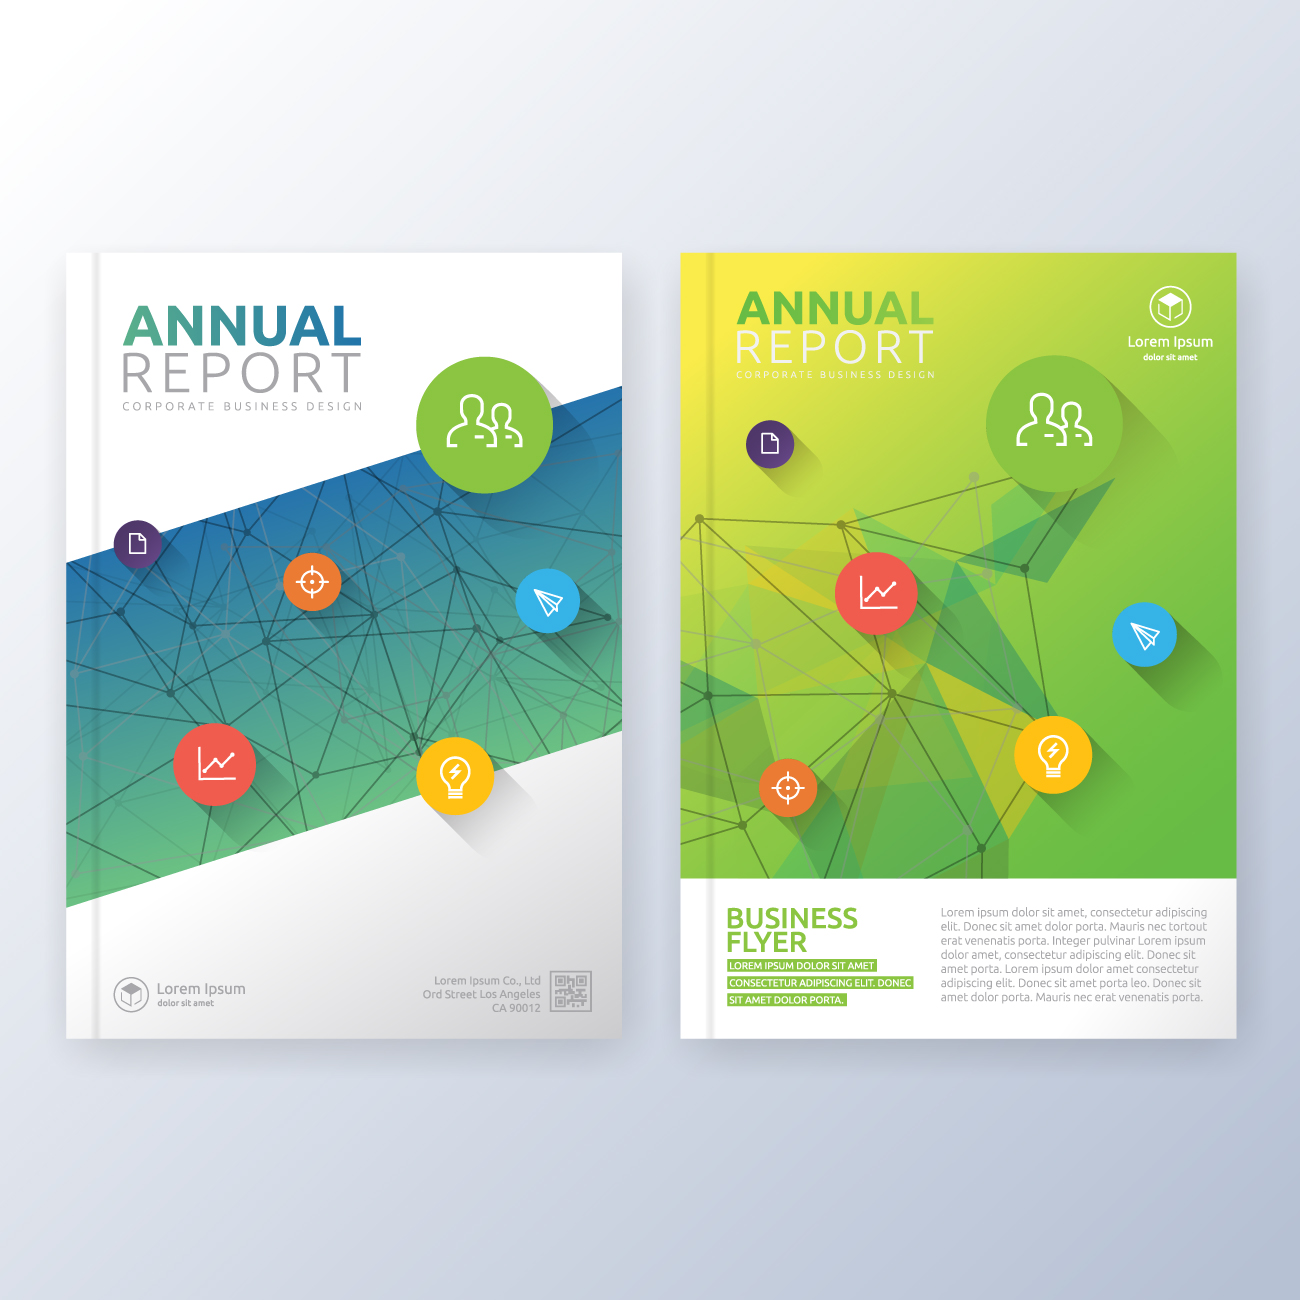 ANNUAL
REPORT
CORPORATE BUSINESS DESIGN
Lorem Ipsum
dolor sit amet
Lorem Ipsum Co., Ltd
Ord Street Los Angeles
CA 90012
ANNUAL
REPORT
CORPORATE BUSINESS DESIGN
Lorem Ipsum
dolor sit amet
BUSINESS
FLYER
LOREM IPSUM DOLOR SIT AMET
CONSECTETUR ADIPISCING ELIT. DONEC
SIT AMET DOLOR PORTA.
Lorem ipsum dolor sit amet, consectetur adipiscing
elit. Donec sit amet dolor porta. Mauris nec tortout
erat venenatis porta. Integer pulvinar Lorem ipsum
dolor amet, consectetur adipiscing dolor sit elit.
amet porta. Lorem ipsum dolor amet consectetur
adipiscing elit. Donec sit amet porta leo. Donec sit
amet dolor porta. Mauris nec erat venenatis porta.